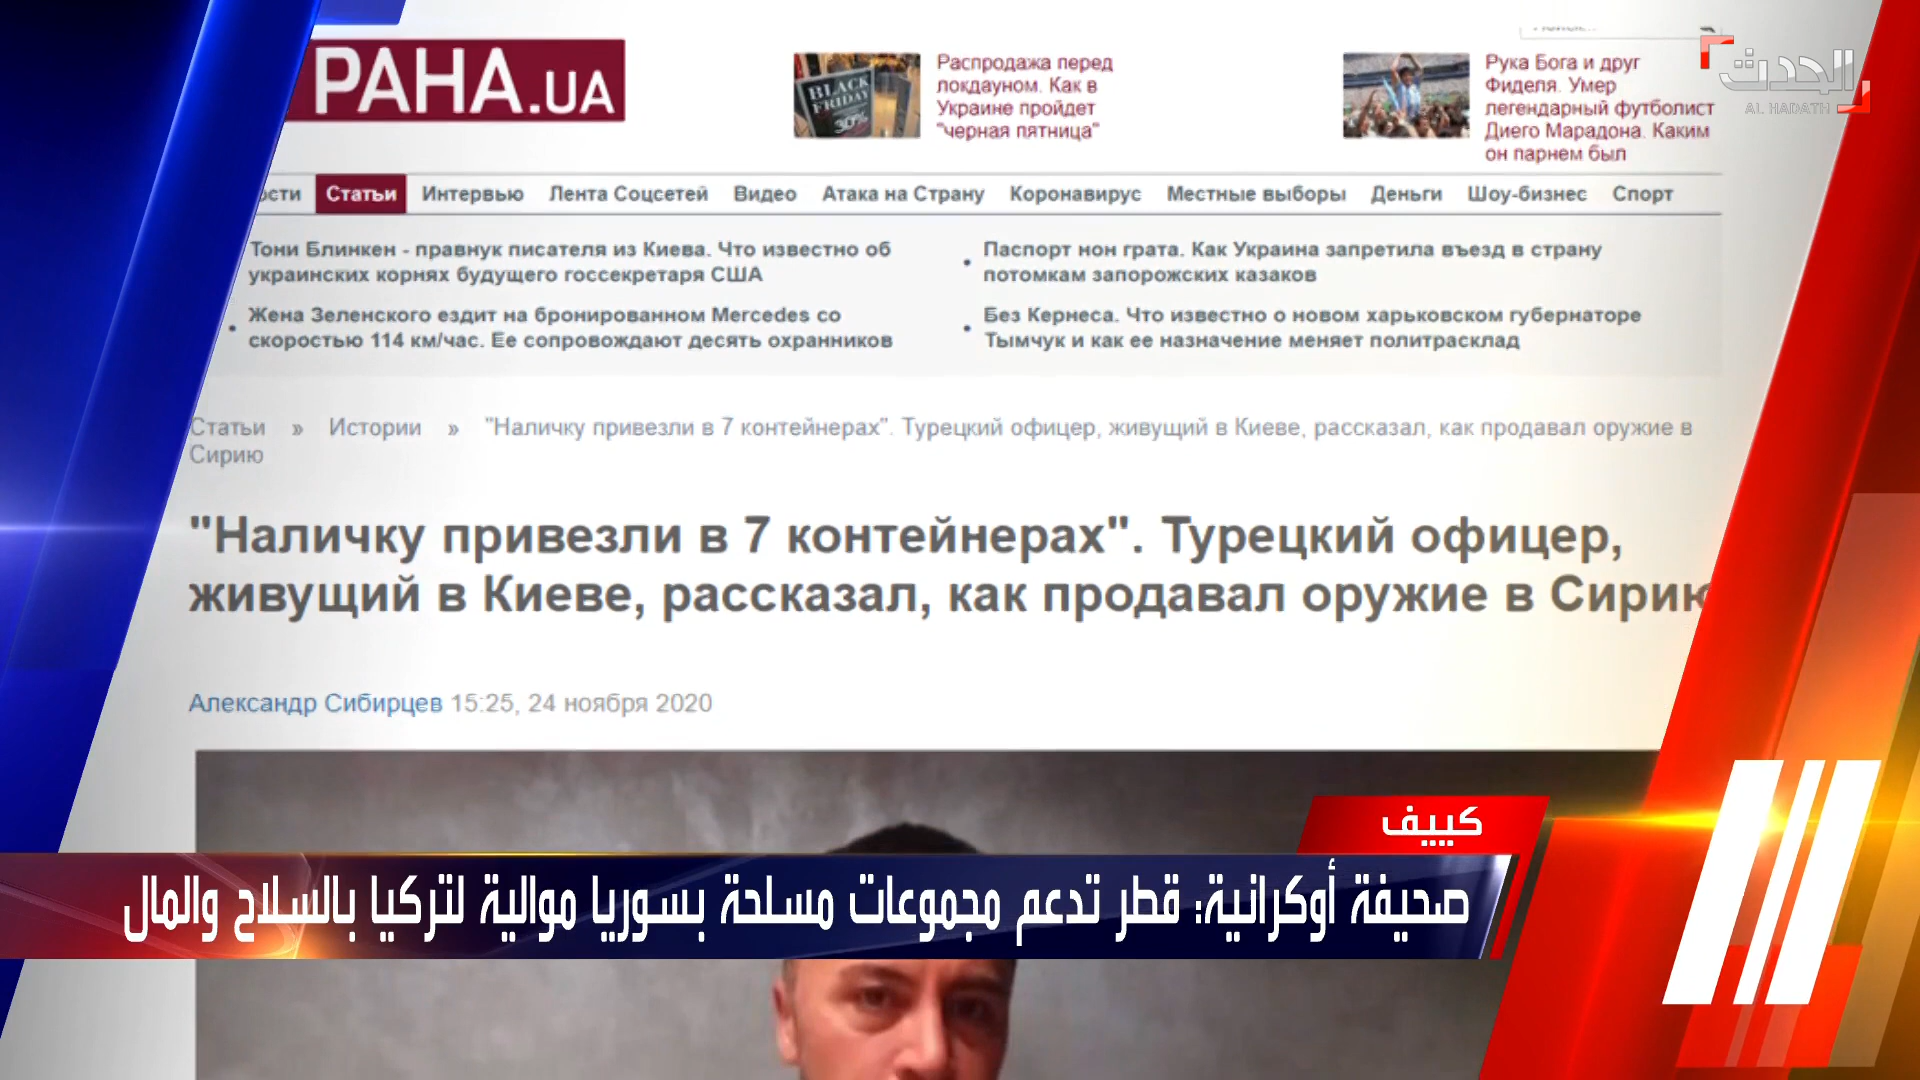 РАНА.UA
Распродажа перед
локдауном. Как в
Украине пройдет
"черная пятница"
BLACK
FRIDAY
30%
Рука Бога и друг
Фиделя. Умер
легендарный футболист
Диего Марадона. Каким
он парнем был
الحدث
AL HADATH
Статьи Интервью Лента Соцсетей Видео Атака на Страну Коронавирус Местные выборы Деньги Шоу-бизнес Спорт
Тони Блинкен - правнук писателя из Киева. Что известно об
украинских корнях будущего госсекретаря США
Жена Зеленского ездит на бронированном Mercedes со
скоростью 114 км/час. Ее сопровождают десять охранников
Паспорт нон грата. Как Украина запретила въезд в страну
потомкам запорожских казаков
Без Кернеса. Что известно о новом харьковском губернаторе
Тымчук и как ее назначение меняет политрасклад
Статьи » Истории » "Наличку привезли в 7 контейнерах". Турецкий офицер, живущий в Киеве, рассказал, как продавал оружие в
Сирию
"Наличку привезли в 7 контейнерах". Турецкий офицер,
живущий в Киеве, рассказал, как продавал оружие в Сирию
Александр Сибирцев 15:25, 24 ноября 2020
كييف
صحيفة أوكرانية: قطر تدعم مجموعات مسلحة بسوريا موالية لتركيا بالسلاح والمال